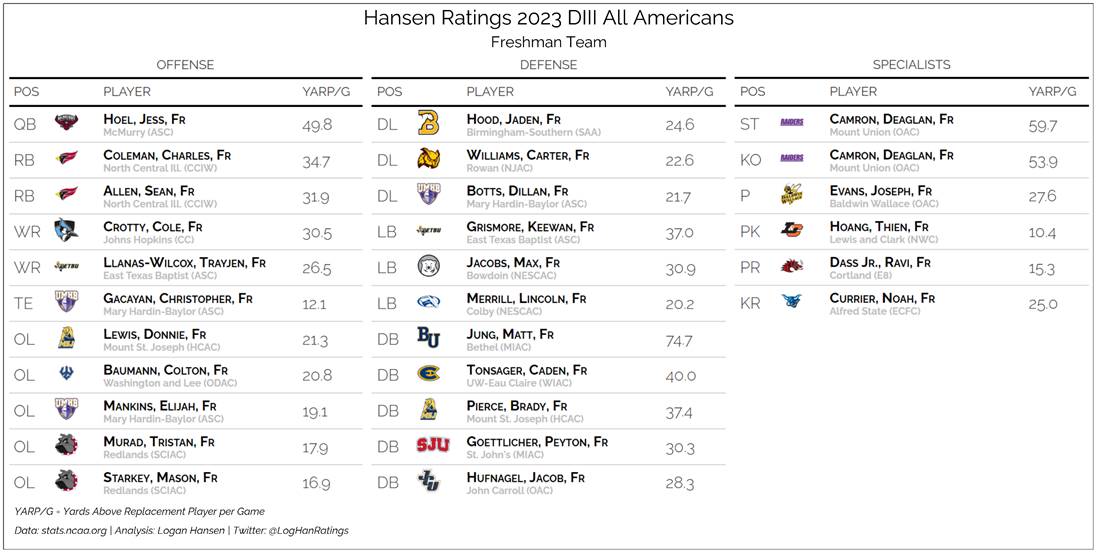 Hansen Ratings 2023 DIII All Americans
Freshman Team
OFFENSE
POS PLAYER YARP/G
QB Hoel, Jess, Fr 49.8
McMurry (ASC)
RB Coleman, Charles, Fr 34.7
North Central Ill. (CCIW)
RB Allen, Sean, Fr 31.9
North Central Ill. (CCIW)
WR Crotty, Cole, Fr 30.5
Johns Hopkins (CC)
WR Llanas-Wilcox, Trayjen, Fr 26.5
East Texas Baptist (ASC)
TE Gacayan, Christopher, Fr 12.1
Mary Hardin-Baylor (ASC)
OL Lewis, Donnie, Fr 21.3
Mount St. Joseph (HCAC)
OL Baumann, Colton, Fr 20.8
Washington and Lee (ODAC)
OL Mankins, Elijah, Fr 19.1
Mary Hardin-Baylor (ASC)
OL Murad, Tristan, Fr 17.9
Redlands (SCIAC)
OL Starkey, Mason, Fr 16.9
Redlands (SCIAC)
DEFENSE
POS PLAYER YARP/G
DL Hood, Jaden, Fr 24.6
Birmingham-Southern (SAA)
DL Williams, Carter, Fr 22.6
Rowan (NJAC)
DL Botts, Dillan, Fr 21.7
Mary Hardin-Baylor (ASC)
LB Grismore, Keewan, Fr 37.0
East Texas Baptist (ASC)
LB Jacobs, Max, Fr 30.9
Bowdoin (NESCAC)
LB Merrill, Lincoln, Fr 20.2
Colby (NESCAC)
DB Jung, Matt, Fr 74.7
Bethel (MIAC)
DB Tonsager, Caden, Fr 40.0
UW-Eau Claire (WIAC)
DB Pierce, Brady, Fr 37.4
Mount St. Joseph (HCAC)
DB Goettlicher, Peyton, Fr 30.3
St. John's (MIAC)
DB Hufnagel, Jacob, Fr 28.3
John Carroll (OAC)
SPECIALISTS
POS PLAYER YARP/G
ST RAIDERS Camron, Deaglan, Fr 59.7
Mount Union (OAC)
KO RAIDERS Camron, Deaglan, Fr 53.9
Mount Union (OAC)
P Evans, Joseph, Fr 27.6
Baldwin Wallace (OAC)
PK Hoang, Thien, Fr 10.4
Lewis and Clark (NWC)
PR Dass Jr., Ravi, Fr 15.3
Cortland (E8)
KR Currier, Noah, Fr 25.0
Alfred State (ECFC)
YARP/G = Yards Above Replacement Player per Game
Data: stats.ncaa.org | Analysis: Logan Hansen | Twitter: @LogHanRatings